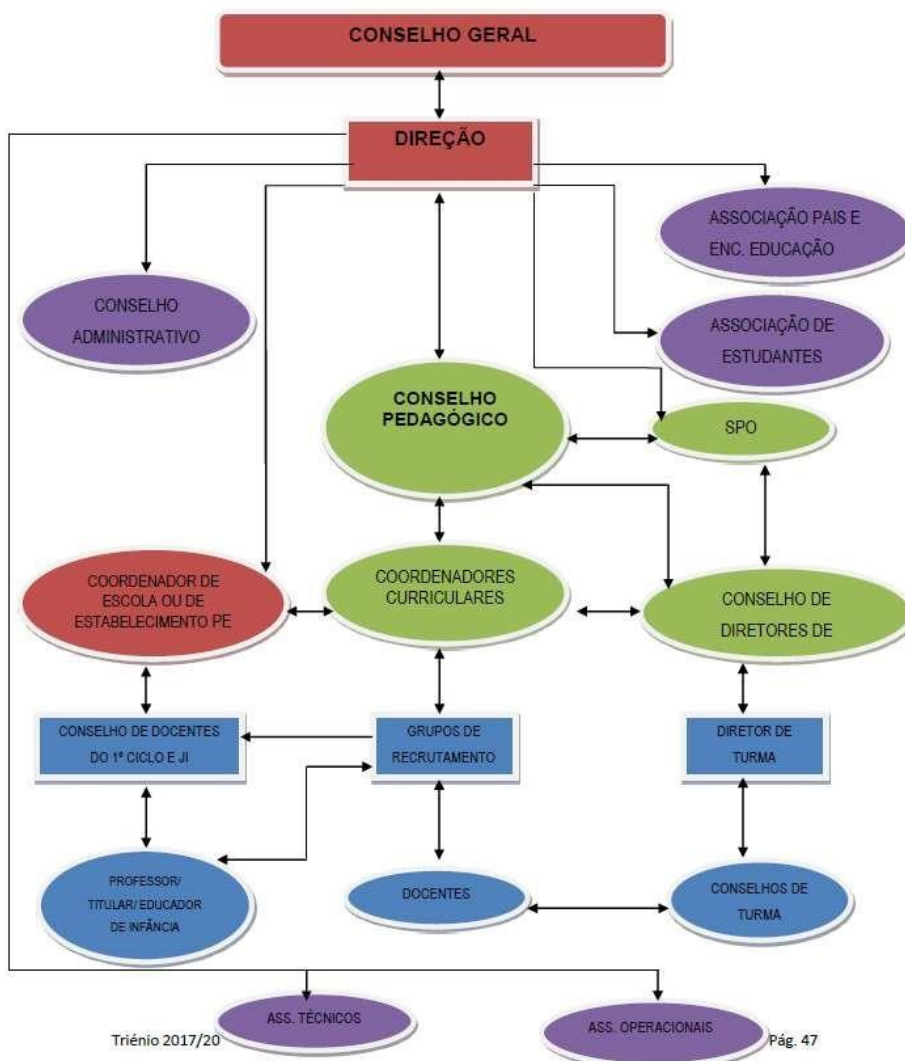 CONSELHO GERAL
DIREÇÃO
ASSOCIAÇÃO PAIS E
ENC. EDUCAÇÃO
CONSELHO
ADMINISTRATIVO
ASSOCIAÇÃO DE
ESTUDANTES
CONSELHO
PEDAGÓGICO
SPO
COORDENADOR DE
ESCOLA OU DE
ESTABELECIMENTO PE
COORDENADORES
CURRICULARES
CONSELHO DE
DIRETORES DE
CONSELHO DE DOCENTES
DO 1º CICLO E JI
GRUPOS DE
RECRUTAMENTO
DIRETOR DE
TURMA
PROFESSOR/
TITULAR/ EDUCADOR
DE INFÂNCIA
DOCENTES
CONSELHOS DE
TURMA
ASS. TÉCNICOS
ASS. OPERACIONAIS
Triénio 2017/20
Pág. 47